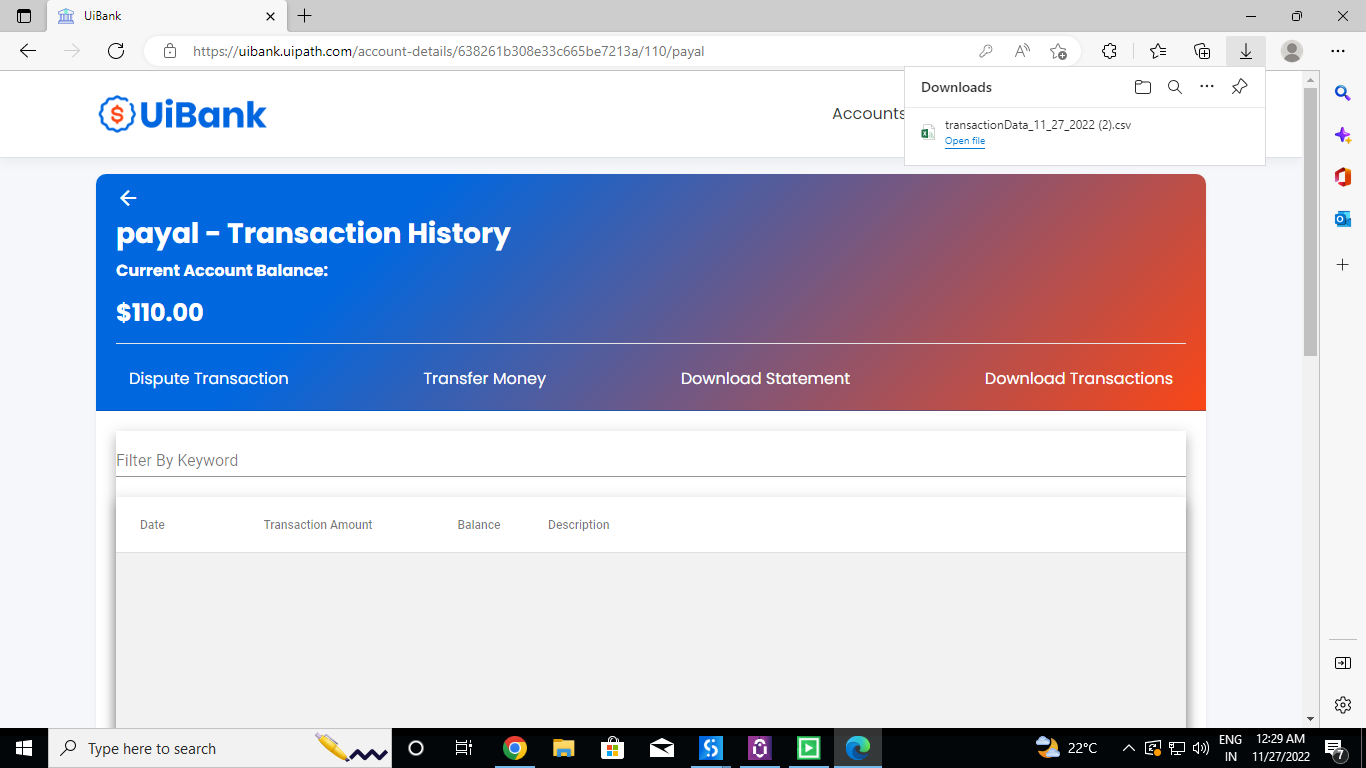 UiBank
https://uibank.uipath.com/account-details/638261b308e33c665be7213a/110/payal
Downloads
transactionData_11_27_2022 (2).csv
Open file
UiBank
Accounts
payal - Transaction History
Current Account Balance:
$110.00
Dispute Transaction
Transfer Money
Download Statement
Download Transactions
Filter By Keyword
Date
Transaction Amount
Balance
Description
Type here to search
22°C
ENG
IN
12:29 AM
11/27/2022
7